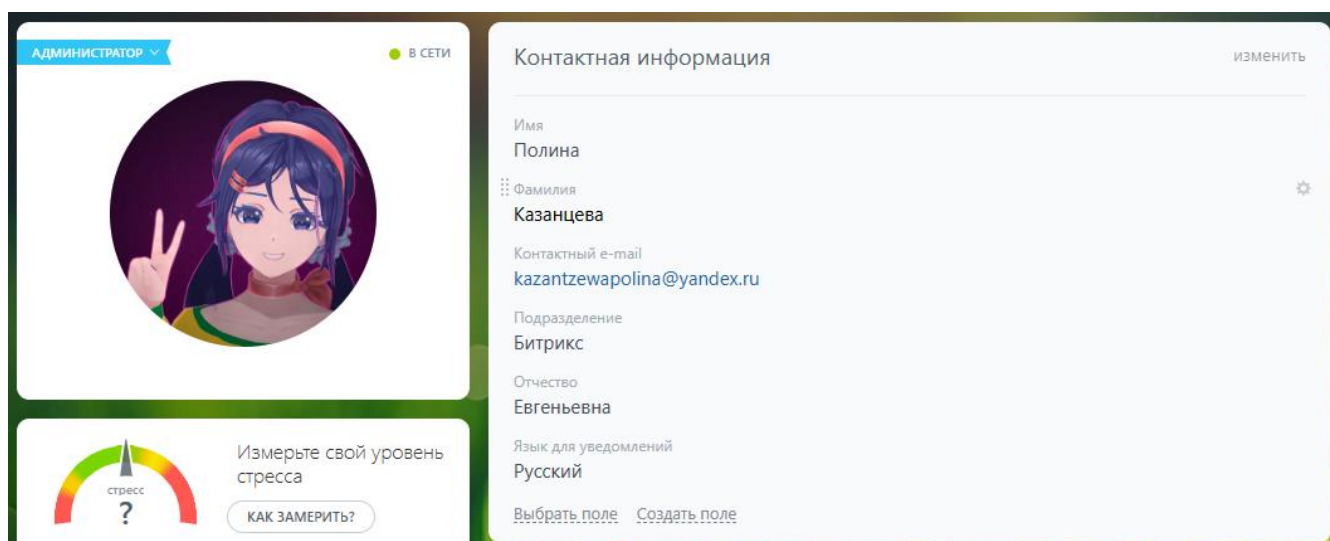 АДМИНИСТРАТОР
В СЕТИ
Измерьте свой уровень
стресса
стресс
?
КАК ЗАМЕРИТЬ?
Контактная информация
изменить
Имя
Полина
Фамилия
Казанцева
Контактный e-mail
kazantzewapolina@yandex.ru
Подразделение
Битрикс
Отчество
Евгеньевна
Язык для уведомлений
Русский
Выбрать поле Создать поле